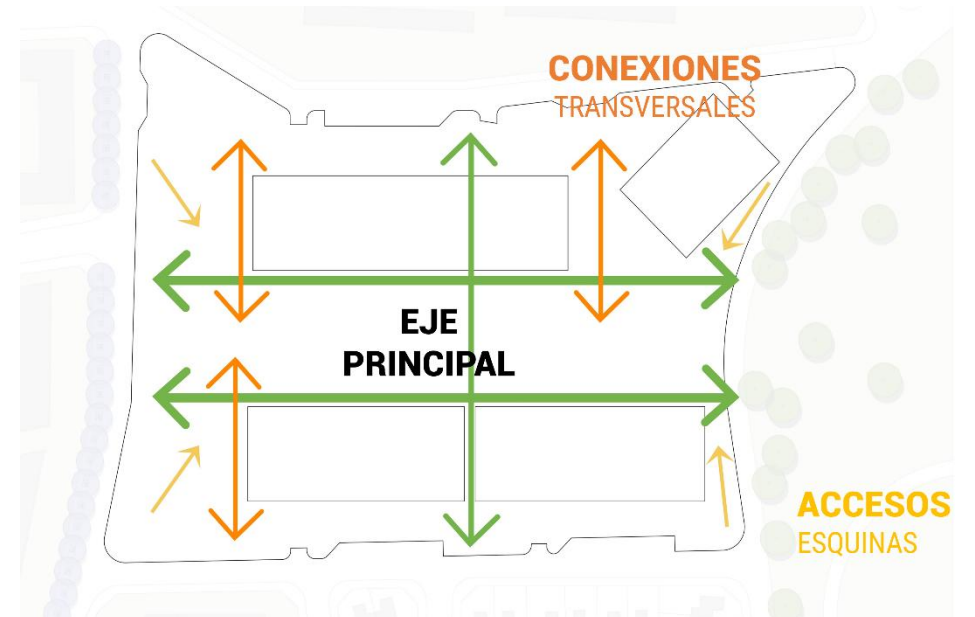 CONEXIONES
TRANSVERSALES
EJE
PRINCIPAL
ACCESOS
ESQUINAS